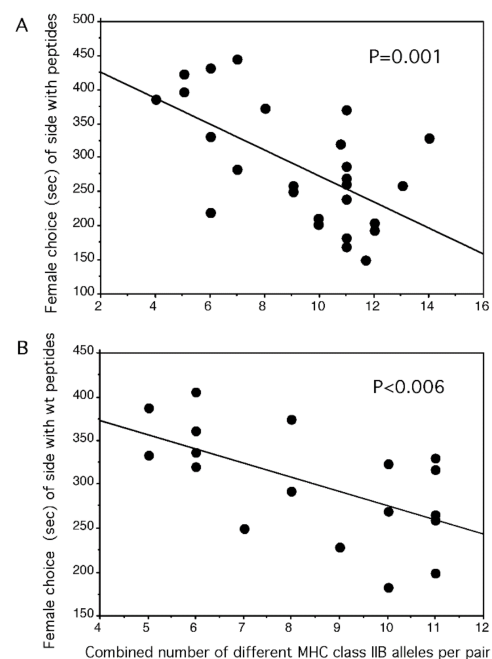 A
Female choice (sec) of side with peptides
500
450
400
350
300
250
200
150
100
2 4 6 8 10 12 14 16
P=0.001
B
Female choice (sec) of side with wt peptides
450
400
350
300
250
200
150
4 5 6 7 8 9 10 11 12
P<0.006
Combined number of different MHC class IIB alleles per pair